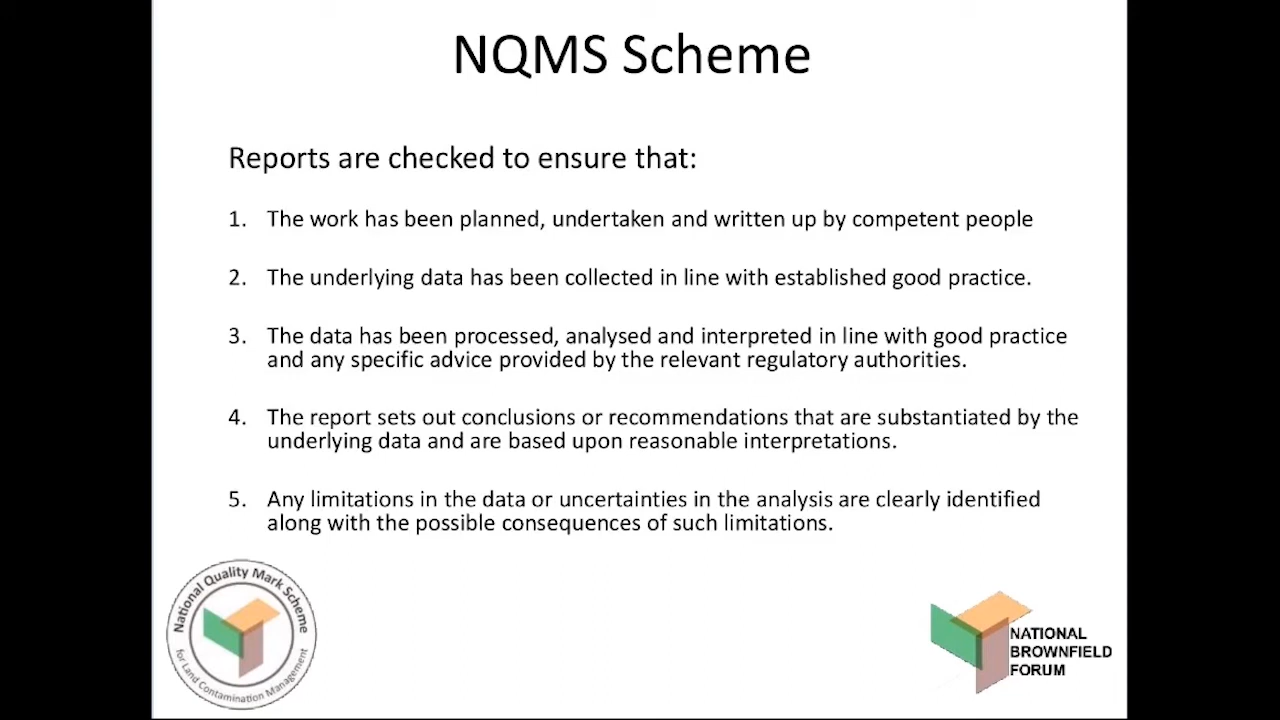 NQMS Scheme
Reports are checked to ensure that:
1. The work has been planned, undertaken and written up by competent people
2. The underlying data has been collected in line with established good practice.
3. The data has been processed, analysed and interpreted in line with good practice
and any specific advice provided by the relevant regulatory authorities.
4. The report sets out conclusions or recommendations that are substantiated by the
underlying data and are based upon reasonable interpretations.
5. Any limitations in the data or uncertainties in the analysis are clearly identified
along with the possible consequences of such limitations.
National Quality Mark Scheme
for Land Contamination Management
NATIONAL
BROWNFIELD
FORUM